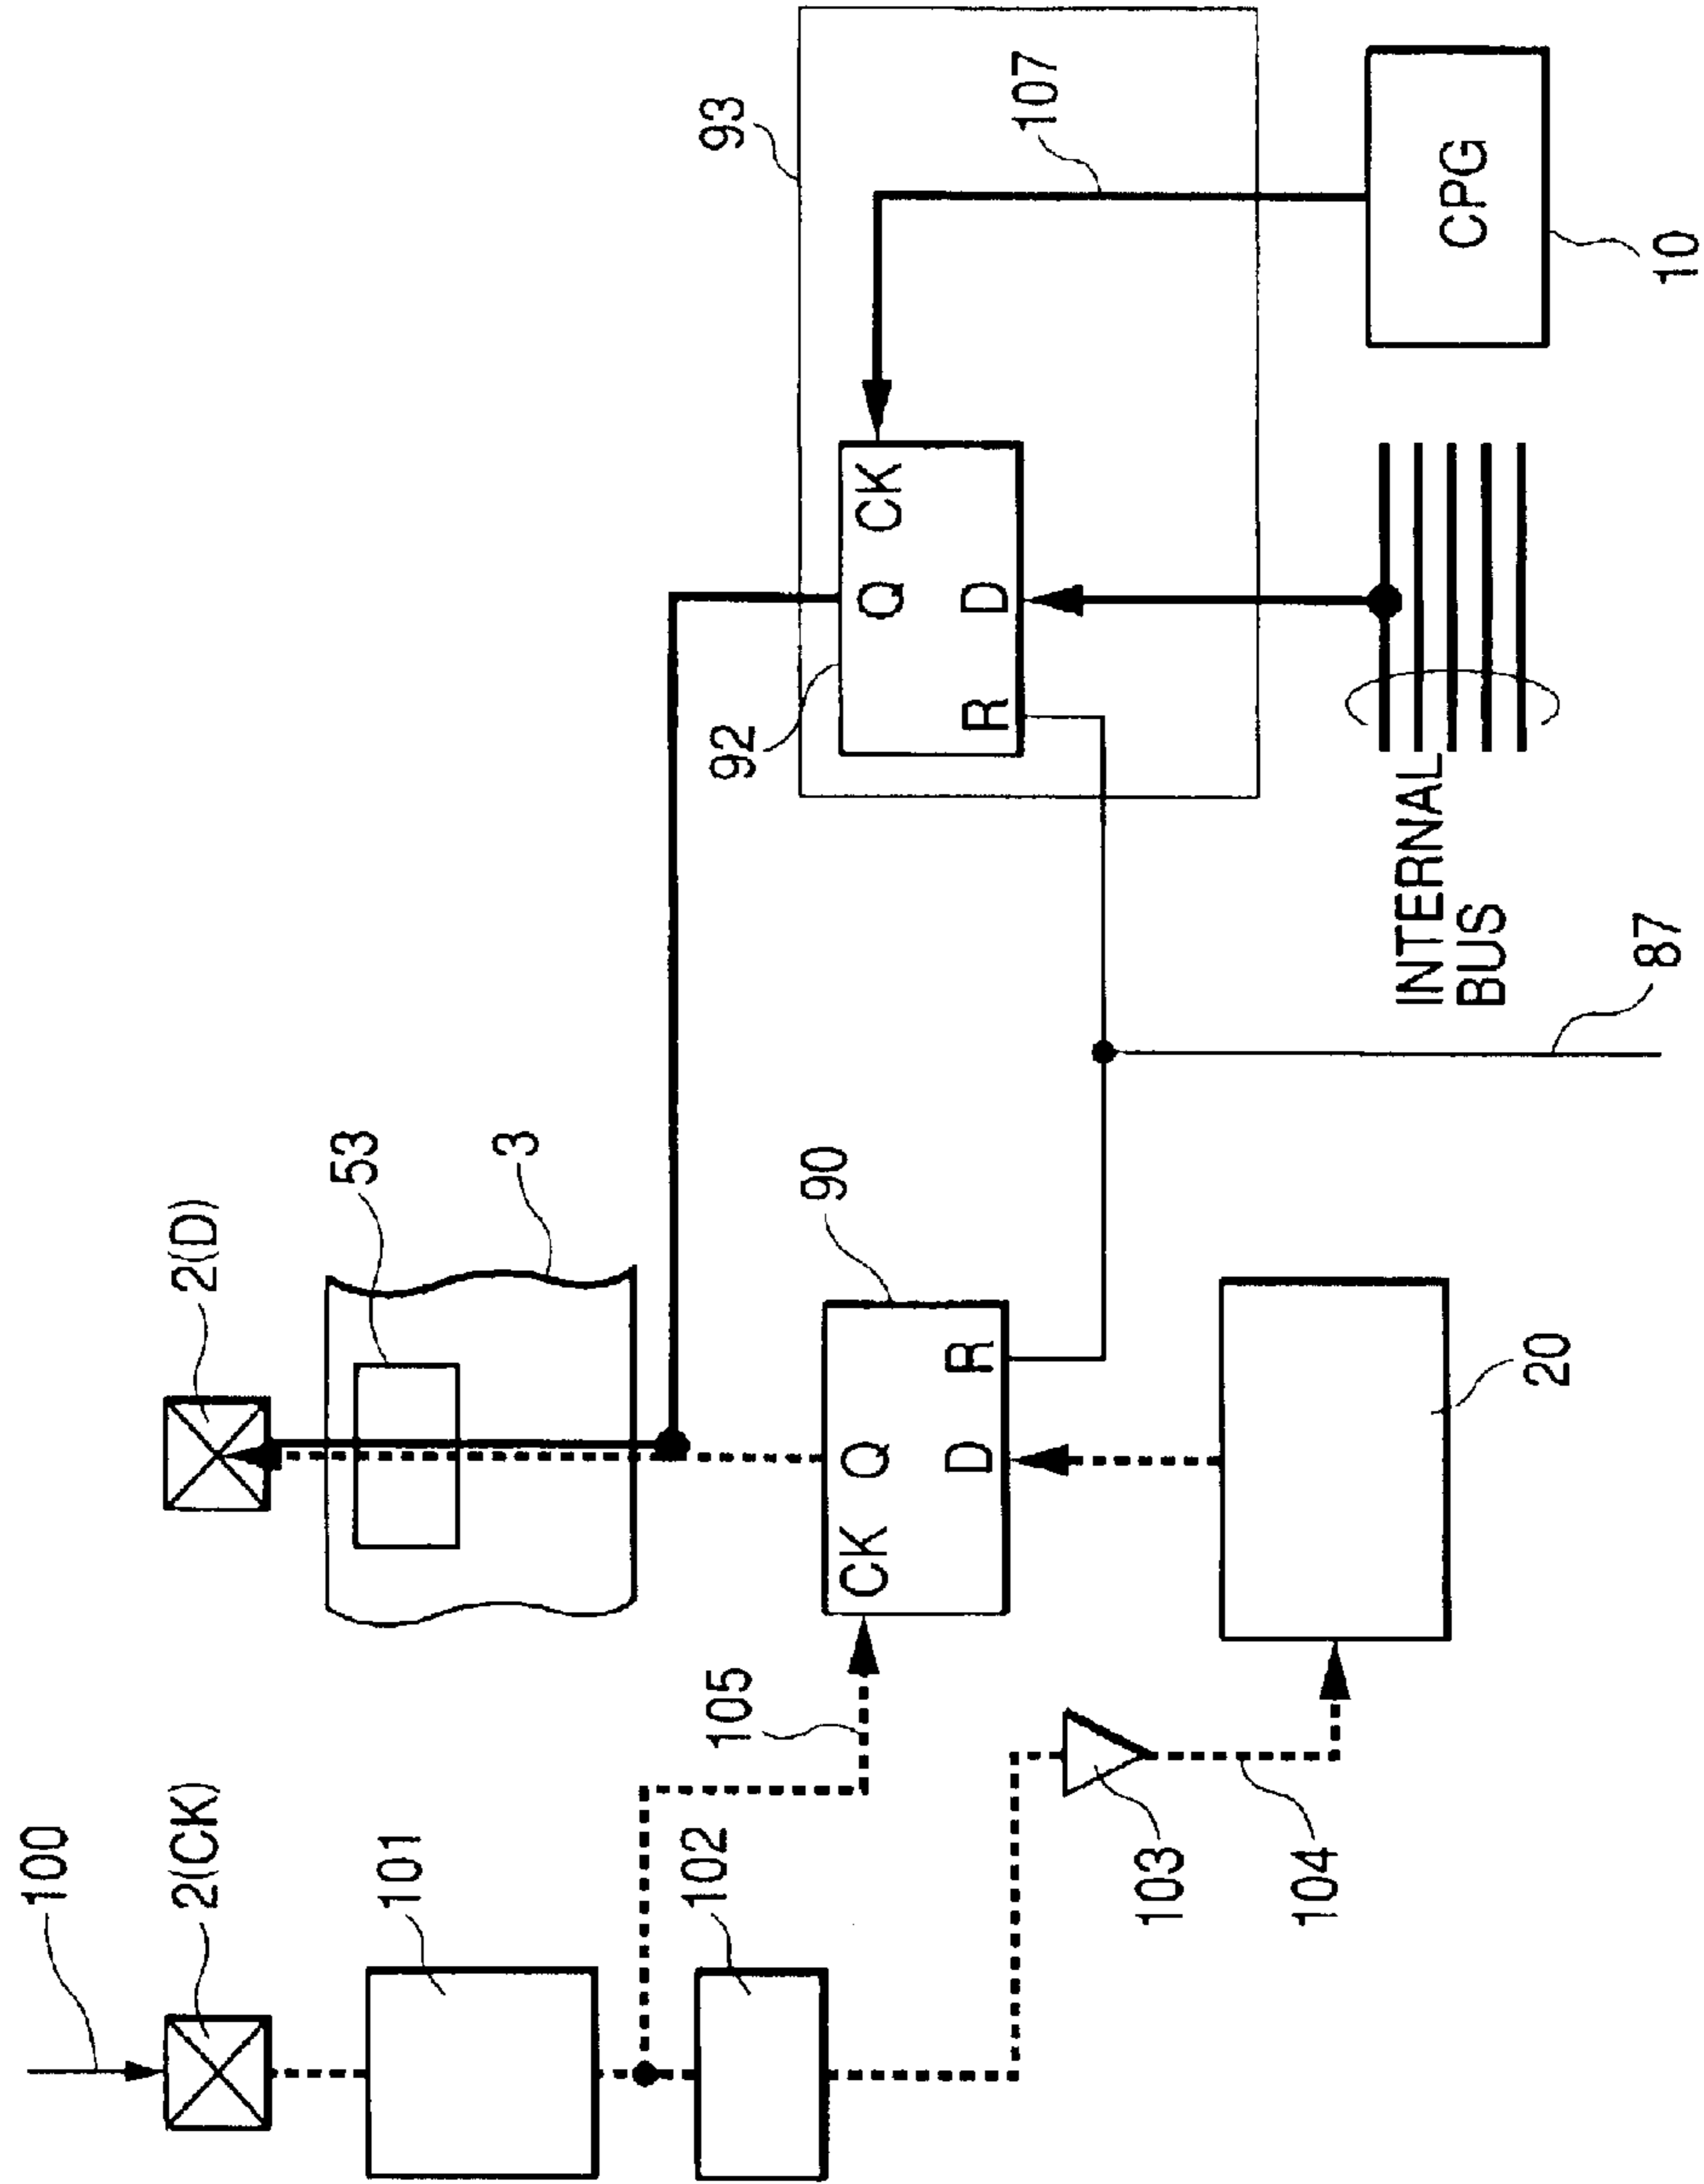 100
2(CK)
101
102
105
103
104
2(D)
53
3
90
CK Q
D R
20
87
INTERNAL
BUS
92
93
Q CK
R D
107
CPG
10